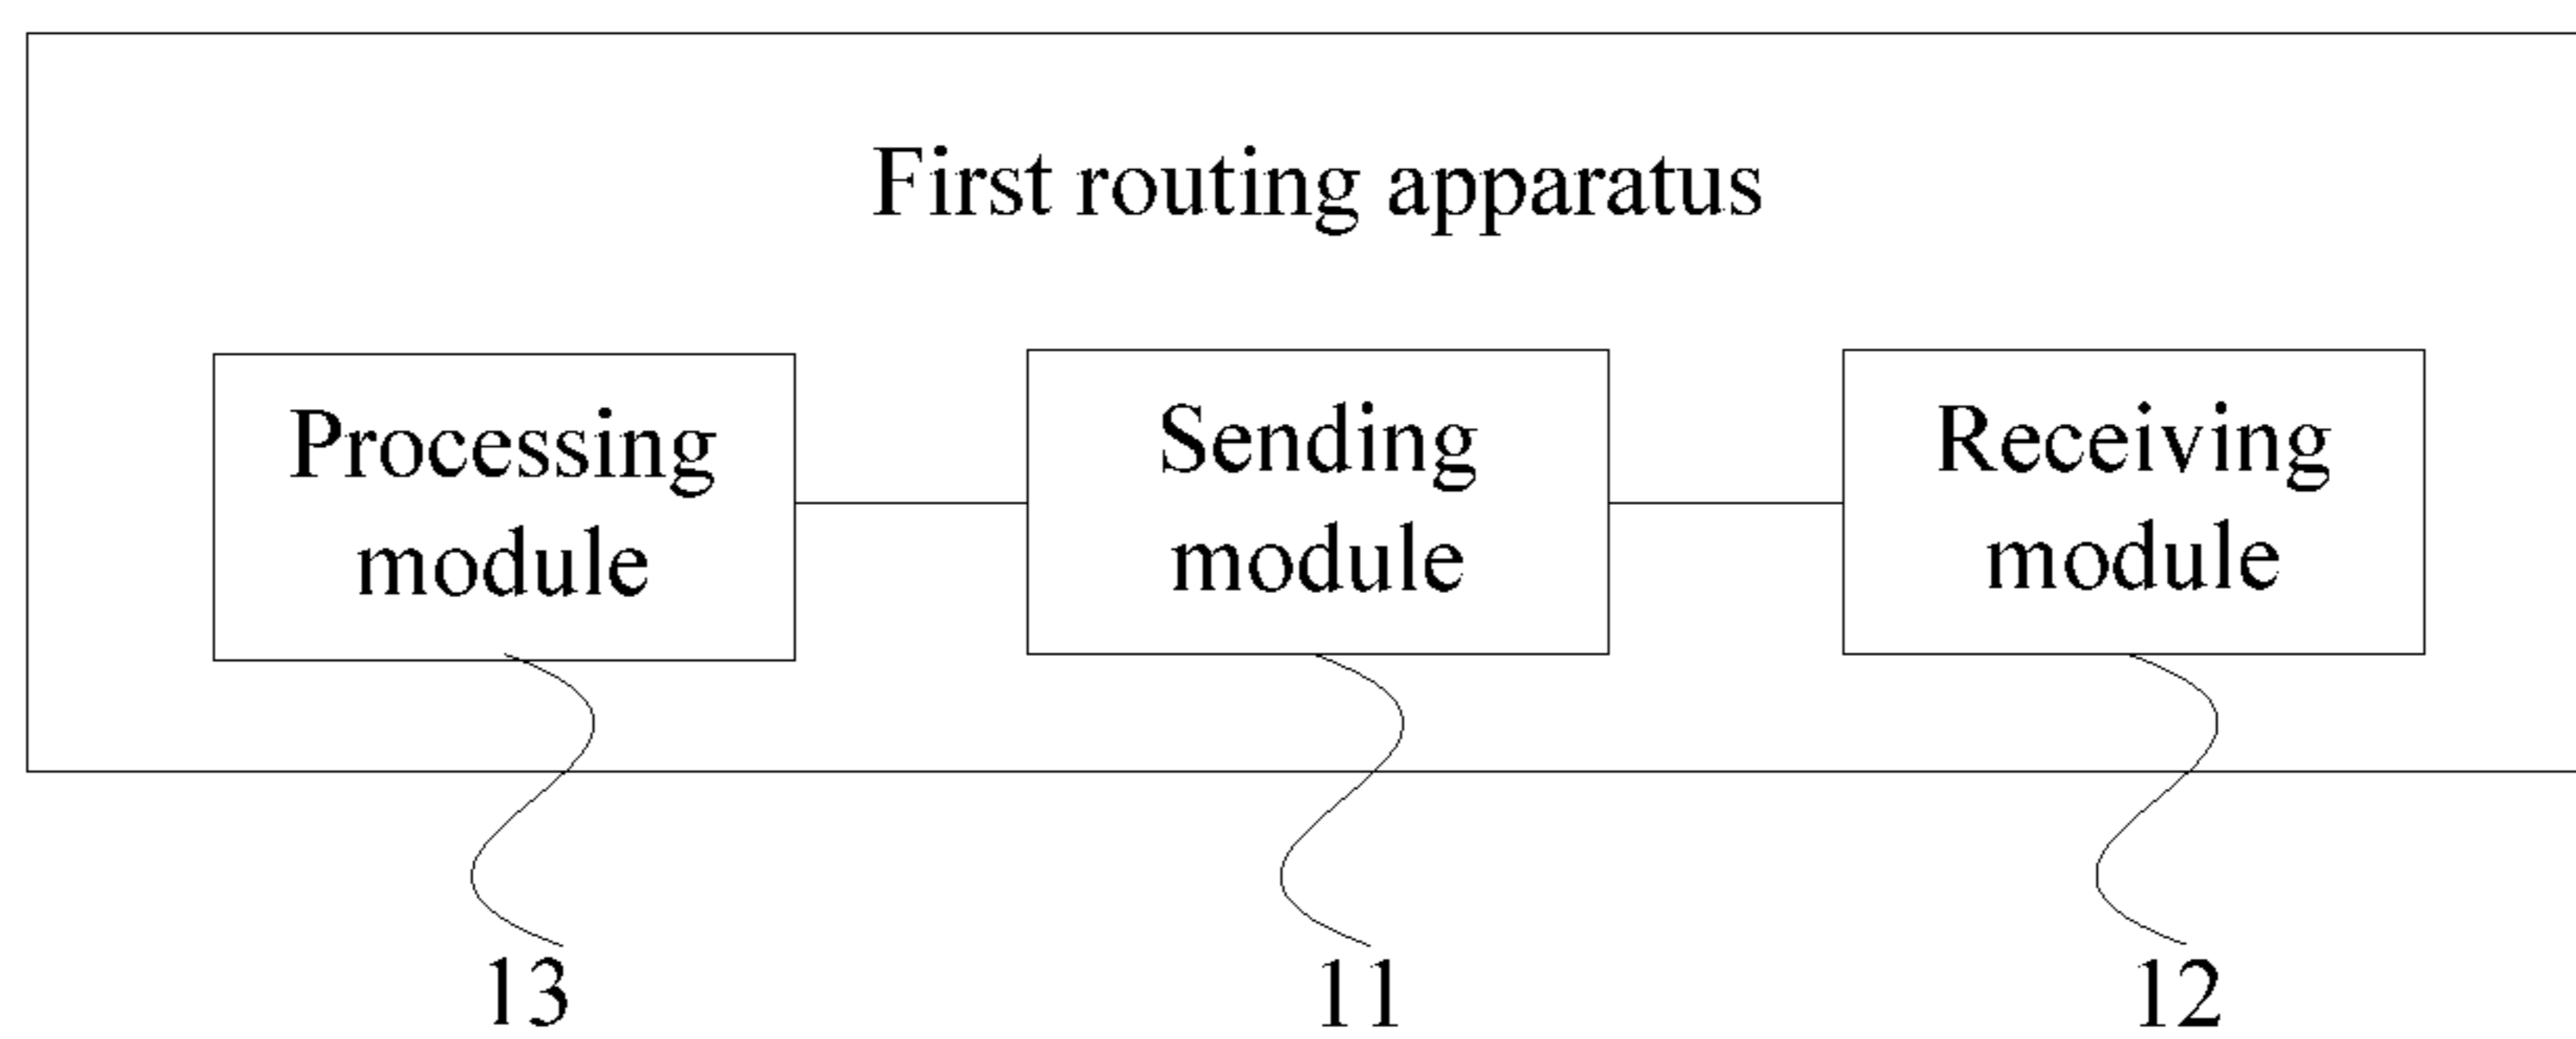 First routing apparatus
Processing
module
Sending
module
Receiving
module
13
11
12